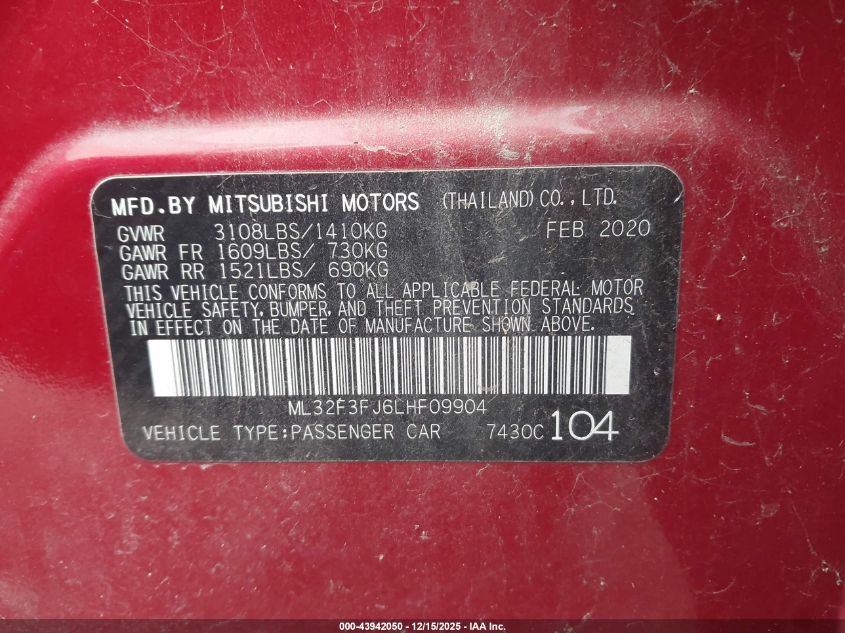 MFD.BY MITSUBISHI MOTORS (THAILAND) CO., LTD.
GVWR 3108LBS/1410KG FEB 2020
GAWR FR 1609LBS/ 730KG
GAWR RR 1521LBS/ 690KG
THIS VEHICLE CONFORMS TO ALL APPLICABLE FEDERAL MOTOR
VEHICLE SAFETY, BUMPER, AND THEFT PREVENTION STANDARDS
IN EFFECT ON THE DATE OF MANUFACTURE SHOWN ABOVE.
ML32F3FJ6LHF09904
VEHICLE TYPE:PASSENGER CAR 7430C 104
000-43942050 - 12/15/2025 - IAA Inc.